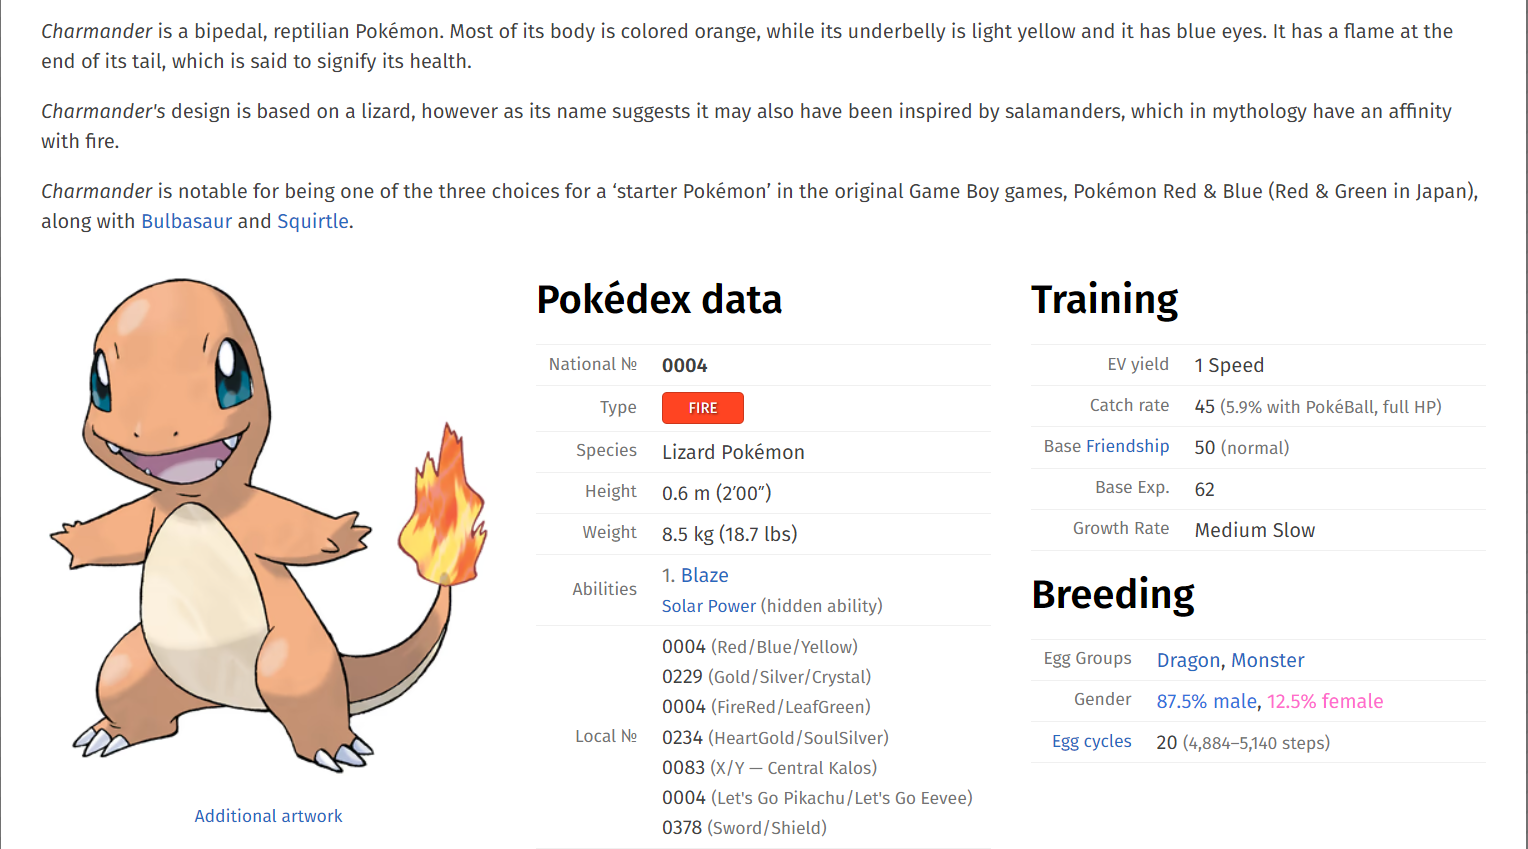 Charmander is a bipedal, reptilian Pokémon. Most of its body is colored orange, while its underbelly is light yellow and it has blue eyes. It has a flame at the
end of its tail, which is said to signify its health.
Charmander's design is based on a lizard, however as its name suggests it may also have been inspired by salamanders, which in mythology have an affinity
with fire.
Charmander is notable for being one of the three choices for a ‘starter Pokémon’ in the original Game Boy games, Pokémon Red & Blue (Red & Green in Japan),
along with Bulbasaur and Squirtle.
Additional artwork
Pokédex data
National № 0004
Type FIRE
Species Lizard Pokémon
Height 0.6 m (2′00″)
Weight 8.5 kg (18.7 lbs)
Abilities 1. Blaze
Solar Power (hidden ability)
Local № 0004 (Red/Blue/Yellow)
0229 (Gold/Silver/Crystal)
0004 (FireRed/LeafGreen)
0234 (HeartGold/SoulSilver)
0083 (X/Y — Central Kalos)
0004 (Let's Go Pikachu/Let's Go Eevee)
0378 (Sword/Shield)
Training
EV yield 1 Speed
Catch rate 45 (5.9% with PokéBall, full HP)
Base Friendship 50 (normal)
Base Exp. 62
Growth Rate Medium Slow
Breeding
Egg Groups Dragon, Monster
Gender 87.5% male, 12.5% female
Egg cycles 20 (4,884–5,140 steps)